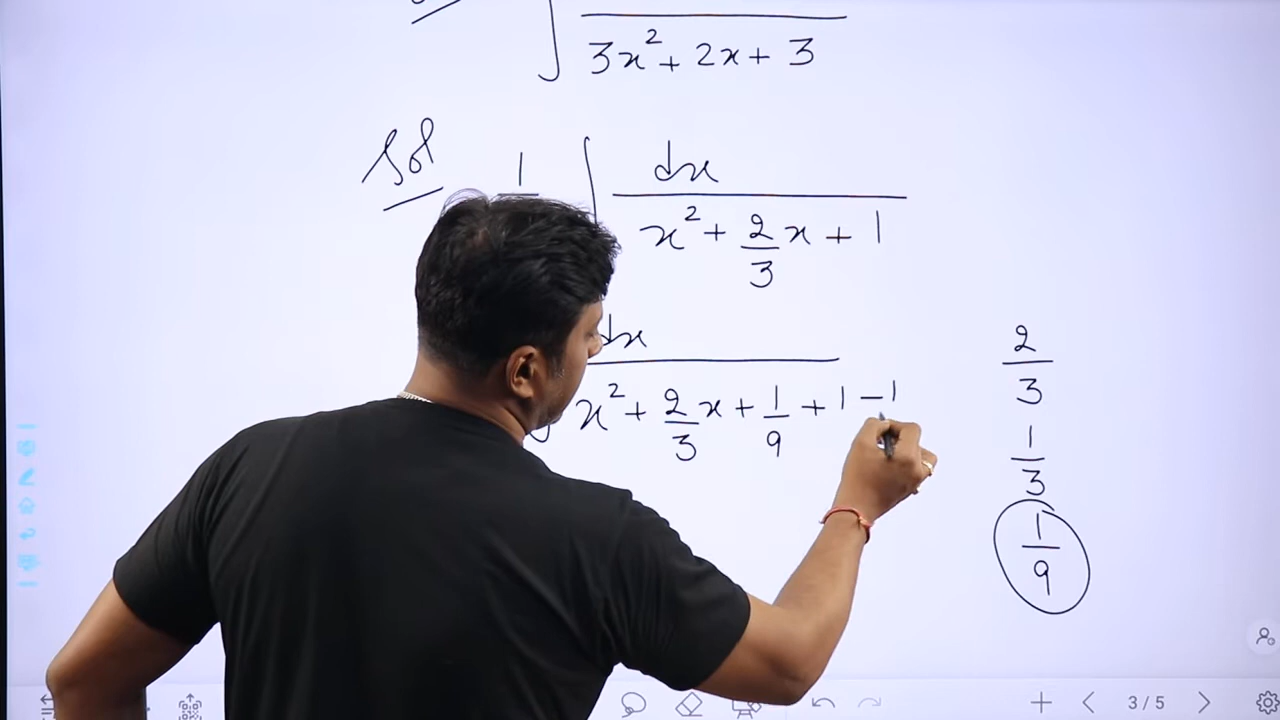 ∫ ———
3x² + 2x + 3
Sol 1 ∫ dx
x² + 2/3 x + 1
dx
x² + 2/3 x + 1/9 + 1 − 1
2/3
1/3
1/9
3 / 5